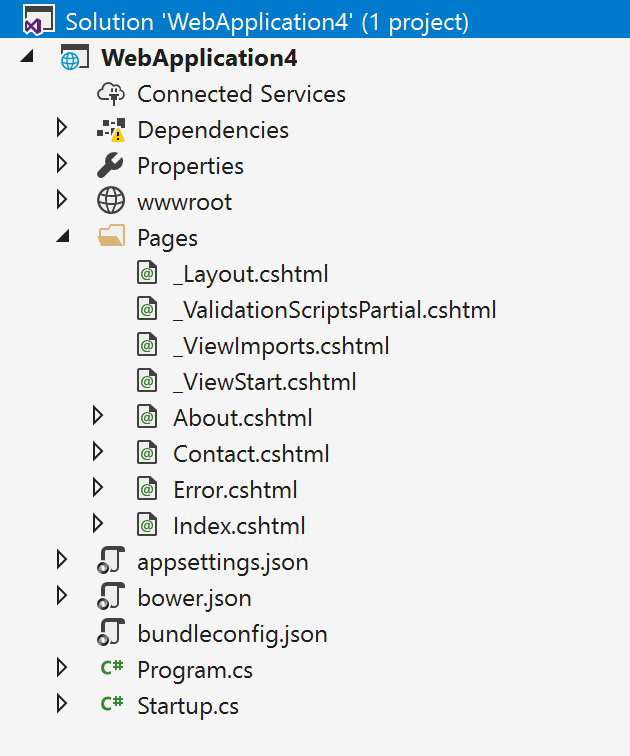 Solution 'WebApplication4' (1 project)
WebApplication4
Connected Services
Dependencies
Properties
wwwroot
Pages
@ _Layout.cshtml
@ _ValidationScriptsPartial.cshtml
@ _ViewImports.cshtml
@ _ViewStart.cshtml
@ About.cshtml
@ Contact.cshtml
@ Error.cshtml
@ Index.cshtml
appsettings.json
bower.json
bundleconfig.json
C# Program.cs
C# Startup.cs